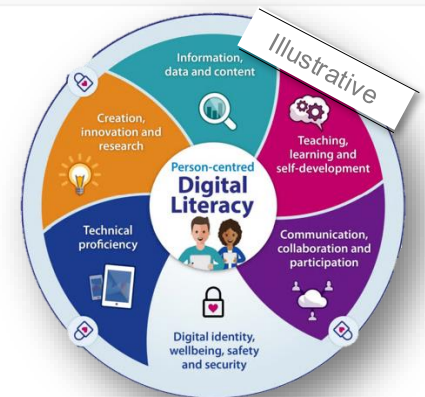 Illustrative
Information,
data and content
Teaching,
learning and
self-development
Communication,
collaboration and
participation
Digital identity,
wellbeing, safety
and security
Technical
proficiency
Creation,
innovation and
research
Person-centred
Digital
Literacy